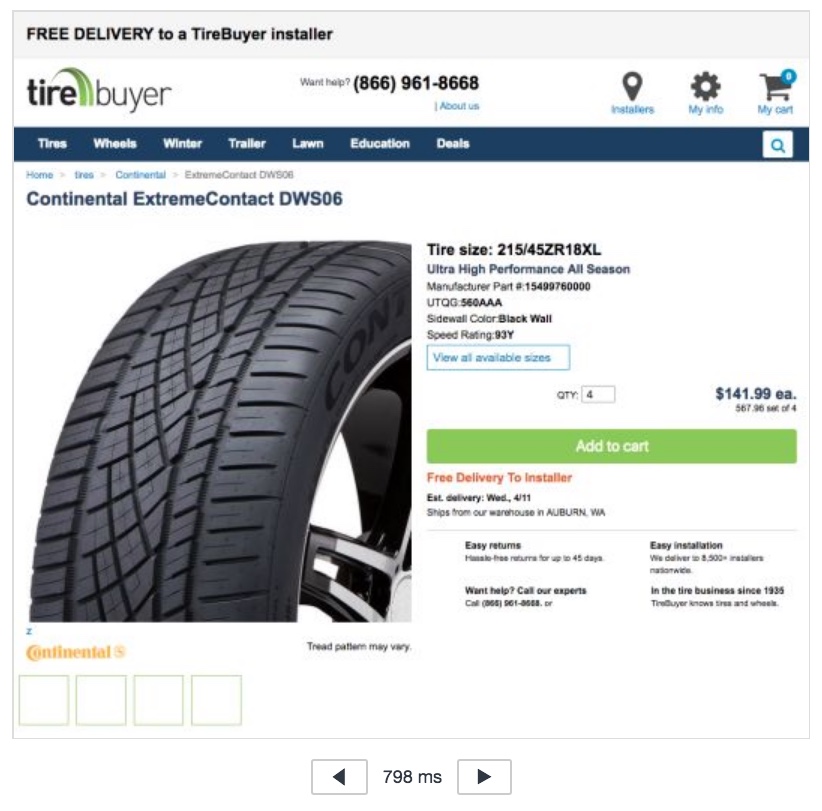 FREE DELIVERY to a TireBuyer installer
tirebuyer
Want help? (866) 961-8668
| About us
Installers
My info
0
My cart
Tires Wheels Winter Trailer Lawn Education Deals
Home > tires > Continental > ExtremeContact DWS06
Continental ExtremeContact DWS06
CONT
Tire size: 215/45ZR18XL
Ultra High Performance All Season
Manufacturer Part #:15499760000
UTQG:560AAA
Sidewall Color:Black Wall
Speed Rating:93Y
View all available sizes
QTY: 4
$141.99 ea.
567.96 set of 4
Add to cart
Free Delivery To Installer
Est. delivery: Wed., 4/11
Ships from our warehouse in AUBURN, WA
Easy returns
Hassle-free returns for up to 45 days.
Easy installation
We deliver to 8,500+ installers
nationwide.
Want help? Call our experts
Call (866) 961-8668. or
In the tire business since 1935
TireBuyer knows tires and wheels.
z
Continental
Tread pattern may vary.
798 ms